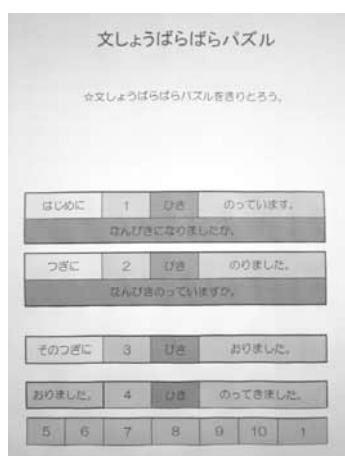 文しょうばらばらパズル
☆文しょうばらばらパズルをきりとろう。
はじめに 1 ひき のっています。
なんびきになりましたか。
つぎに 2 ひき のりました。
なんびきのっていますか。
そのつぎに 3 ひき おりました。
おりました。 4 ひき のってきました。
5 6 7 8 9 10 1